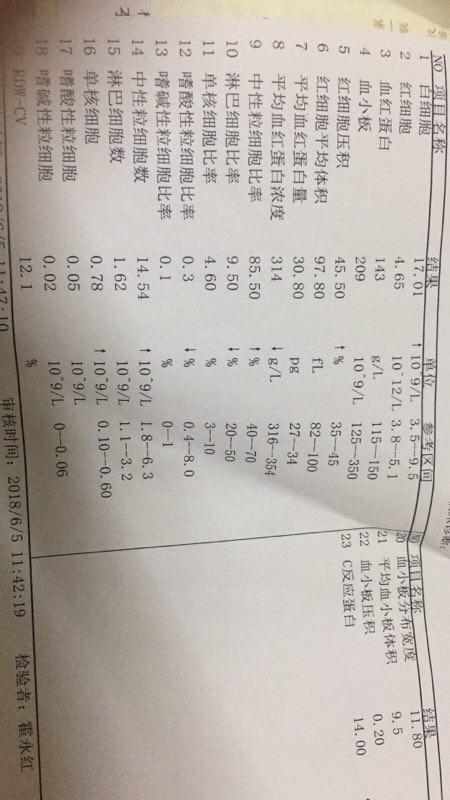 NO 项目名称 结果 单位 参考区间
1 白细胞 17.01 ↑ 10^9/L 3.5--9.5
2 红细胞 4.65 10^12/L 3.8--5.1
3 血红蛋白 143 g/L 115--150
4 血小板 209 10^9/L 125--350
5 红细胞压积 45.50 ↑ % 35--45
6 红细胞平均体积 97.80 fL 82--100
7 平均血红蛋白量 30.80 pg 27--34
8 平均血红蛋白浓度 314 ↓ g/L 316--354
9 中性粒细胞比率 85.50 ↑ % 40--70
10 淋巴细胞比率 9.50 ↓ % 20--50
11 单核细胞比率 4.60 % 3--10
12 嗜酸性粒细胞比率 0.3 ↓ % 0.4--8.0
13 嗜碱性粒细胞比率 0.1 % 0--1
14 中性粒细胞数 14.54 ↑ 10^9/L 1.8--6.3
15 淋巴细胞数 1.62 10^9/L 1.1--3.2
16 单核细胞 0.78 ↑ 10^9/L 0.10--0.60
17 嗜酸性粒细胞 0.05 10^9/L
18 嗜碱性粒细胞 0.02 10^9/L 0--0.06
RDW-CV 12.1 %
NO 项目名称 结果
20 血小板分布宽度 11.80
21 平均血小板体积 9.5
22 血小板压积 0.20
23 C反应蛋白 14.00
2018/6/5 11:47:10 审核时间: 2018/6/5 11:42:19 检验者: 霍永红